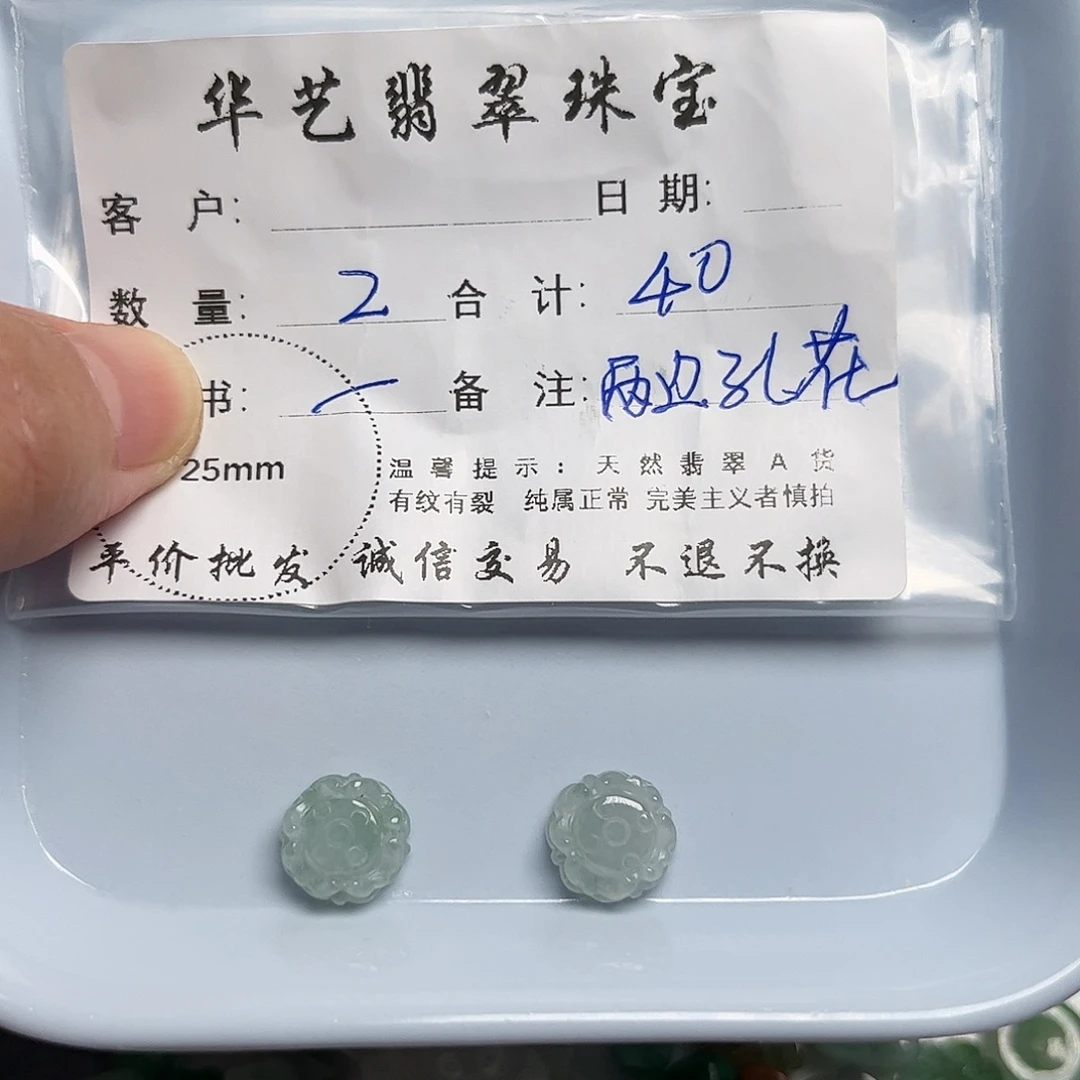 华艺翡翠珠宝
客 户: 日 期:
数 量: 2 合 计: 40
书: 一 备 注: 两边孔花
25mm 温馨提示: 天然翡翠A货
有纹有裂 纯属正常 完美主义者慎拍
平价批发 诚信交易 不退不换